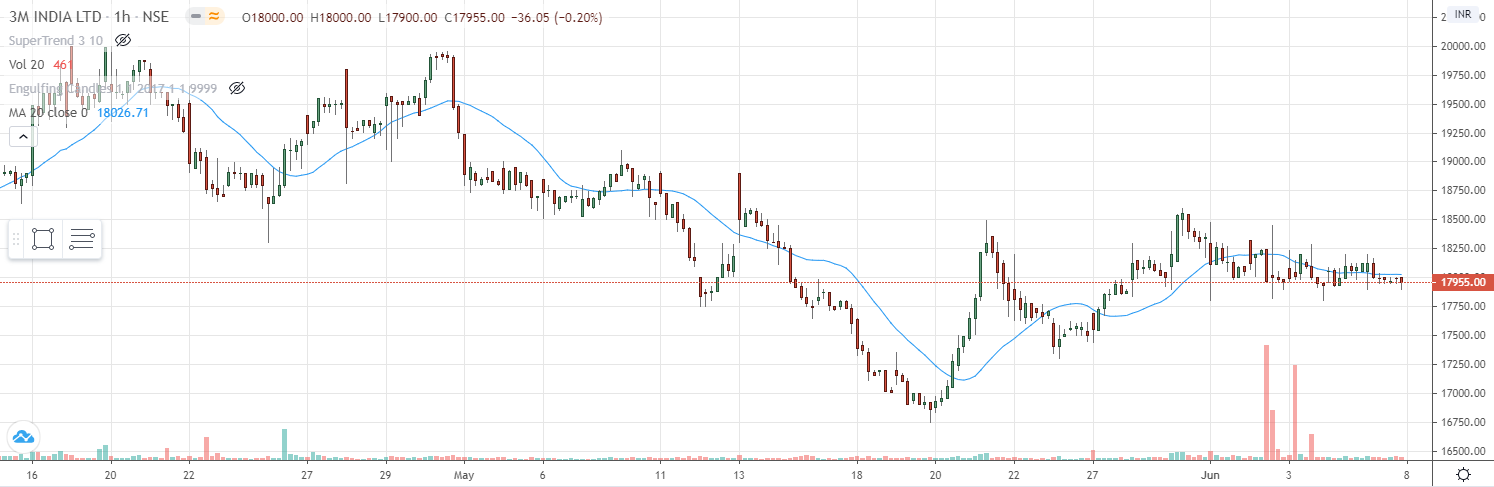 3M INDIA LTD · 1h · NSE O18000.00 H18000.00 L17900.00 C17955.00 −36.05 (−0.20%)
SuperTrend 3 10
Vol 20 461
Engulfing Candles 1 9999
MA 20 close 0 18026.71
INR
20000.00
19750.00
19500.00
19250.00
19000.00
18750.00
18500.00
18250.00
17955.00
17750.00
17500.00
17250.00
17000.00
16750.00
16500.00
16 20 22 27 29 May 6 11 13 18 20 22 27 Jun 3 8